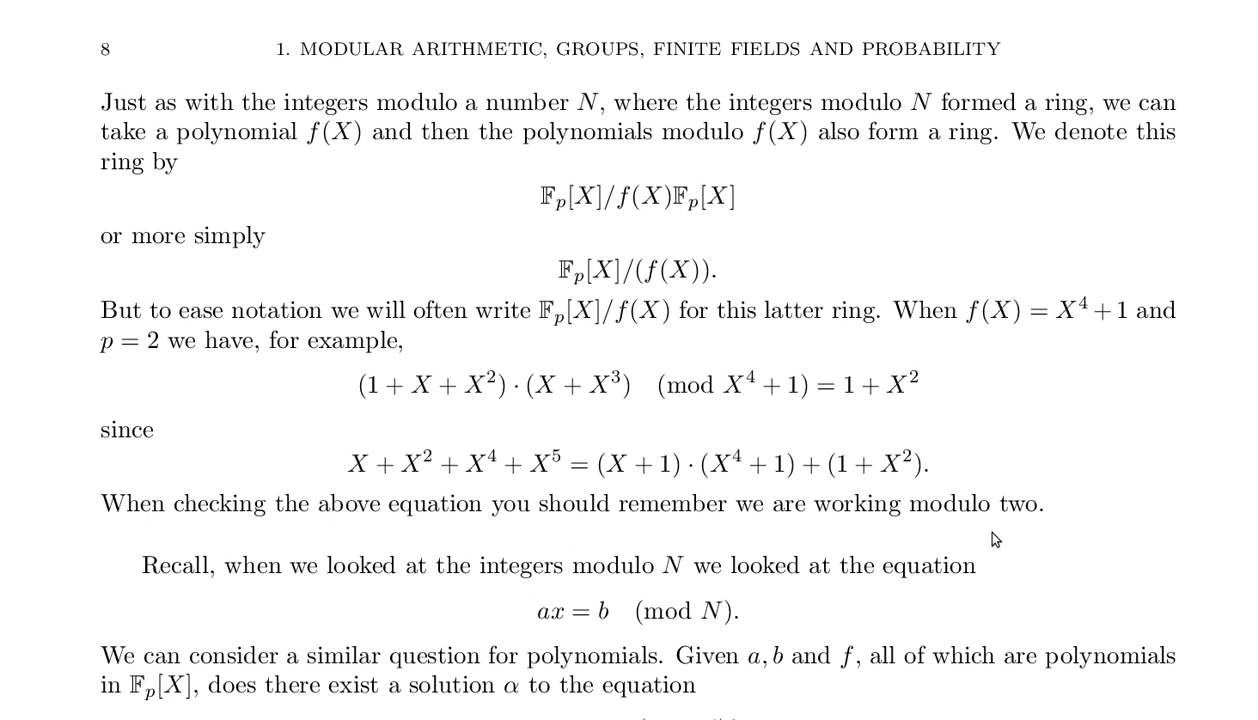 8 1. MODULAR ARITHMETIC, GROUPS, FINITE FIELDS AND PROBABILITY
Just as with the integers modulo a number N, where the integers modulo N formed a ring, we can
take a polynomial f(X) and then the polynomials modulo f(X) also form a ring. We denote this
ring by
𝔽ₚ[X]/f(X)𝔽ₚ[X]
or more simply
𝔽ₚ[X]/(f(X)).
But to ease notation we will often write 𝔽ₚ[X]/f(X) for this latter ring. When f(X) = X⁴ + 1 and
p = 2 we have, for example,
(1 + X + X²) · (X + X³) (mod X⁴ + 1) = 1 + X²
since
X + X² + X⁴ + X⁵ = (X + 1) · (X⁴ + 1) + (1 + X²).
When checking the above equation you should remember we are working modulo two.
Recall, when we looked at the integers modulo N we looked at the equation
ax = b (mod N).
We can consider a similar question for polynomials. Given a, b and f, all of which are polynomials
in 𝔽ₚ[X], does there exist a solution α to the equation